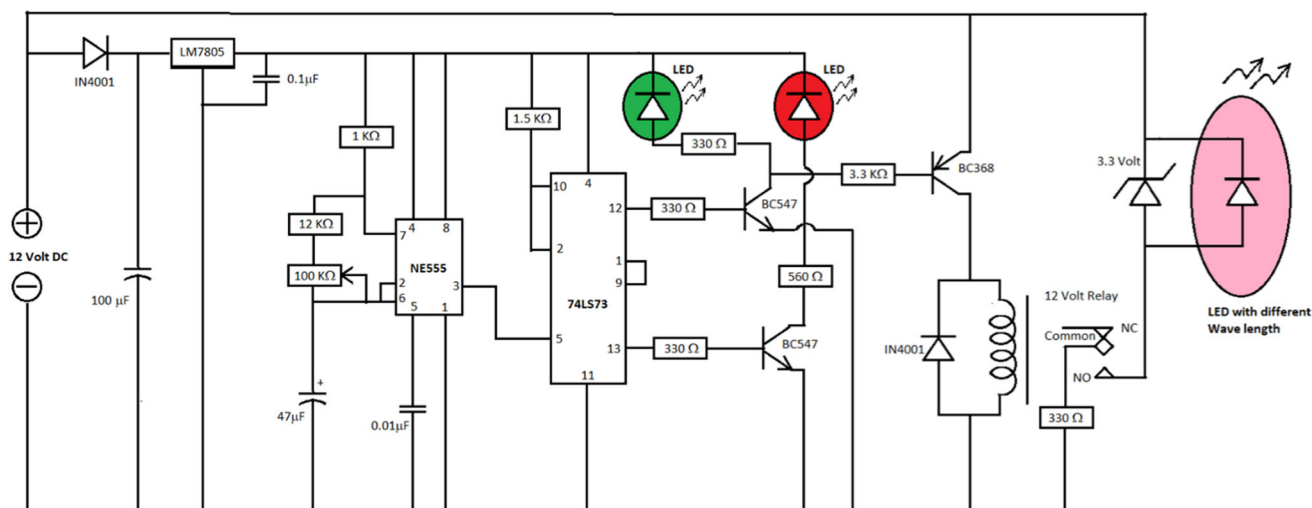 LED
LED
LM7805
IN4001
0.1μF
1 KΩ
1.5 KΩ
330 Ω
3.3 KΩ
BC368
3.3 Volt
10
4
12
330 Ω
BC547
12 KΩ
4
8
7
2
12 Volt DC
NE555
100 KΩ
2
6
3
1
9
560 Ω
100 μF
5
1
74LS73
12 Volt Relay
LED with different
Wave length
Common
NC
5
13
330 Ω
BC547
IN4001
NO
11
+
47μF
0.01μF
330 Ω